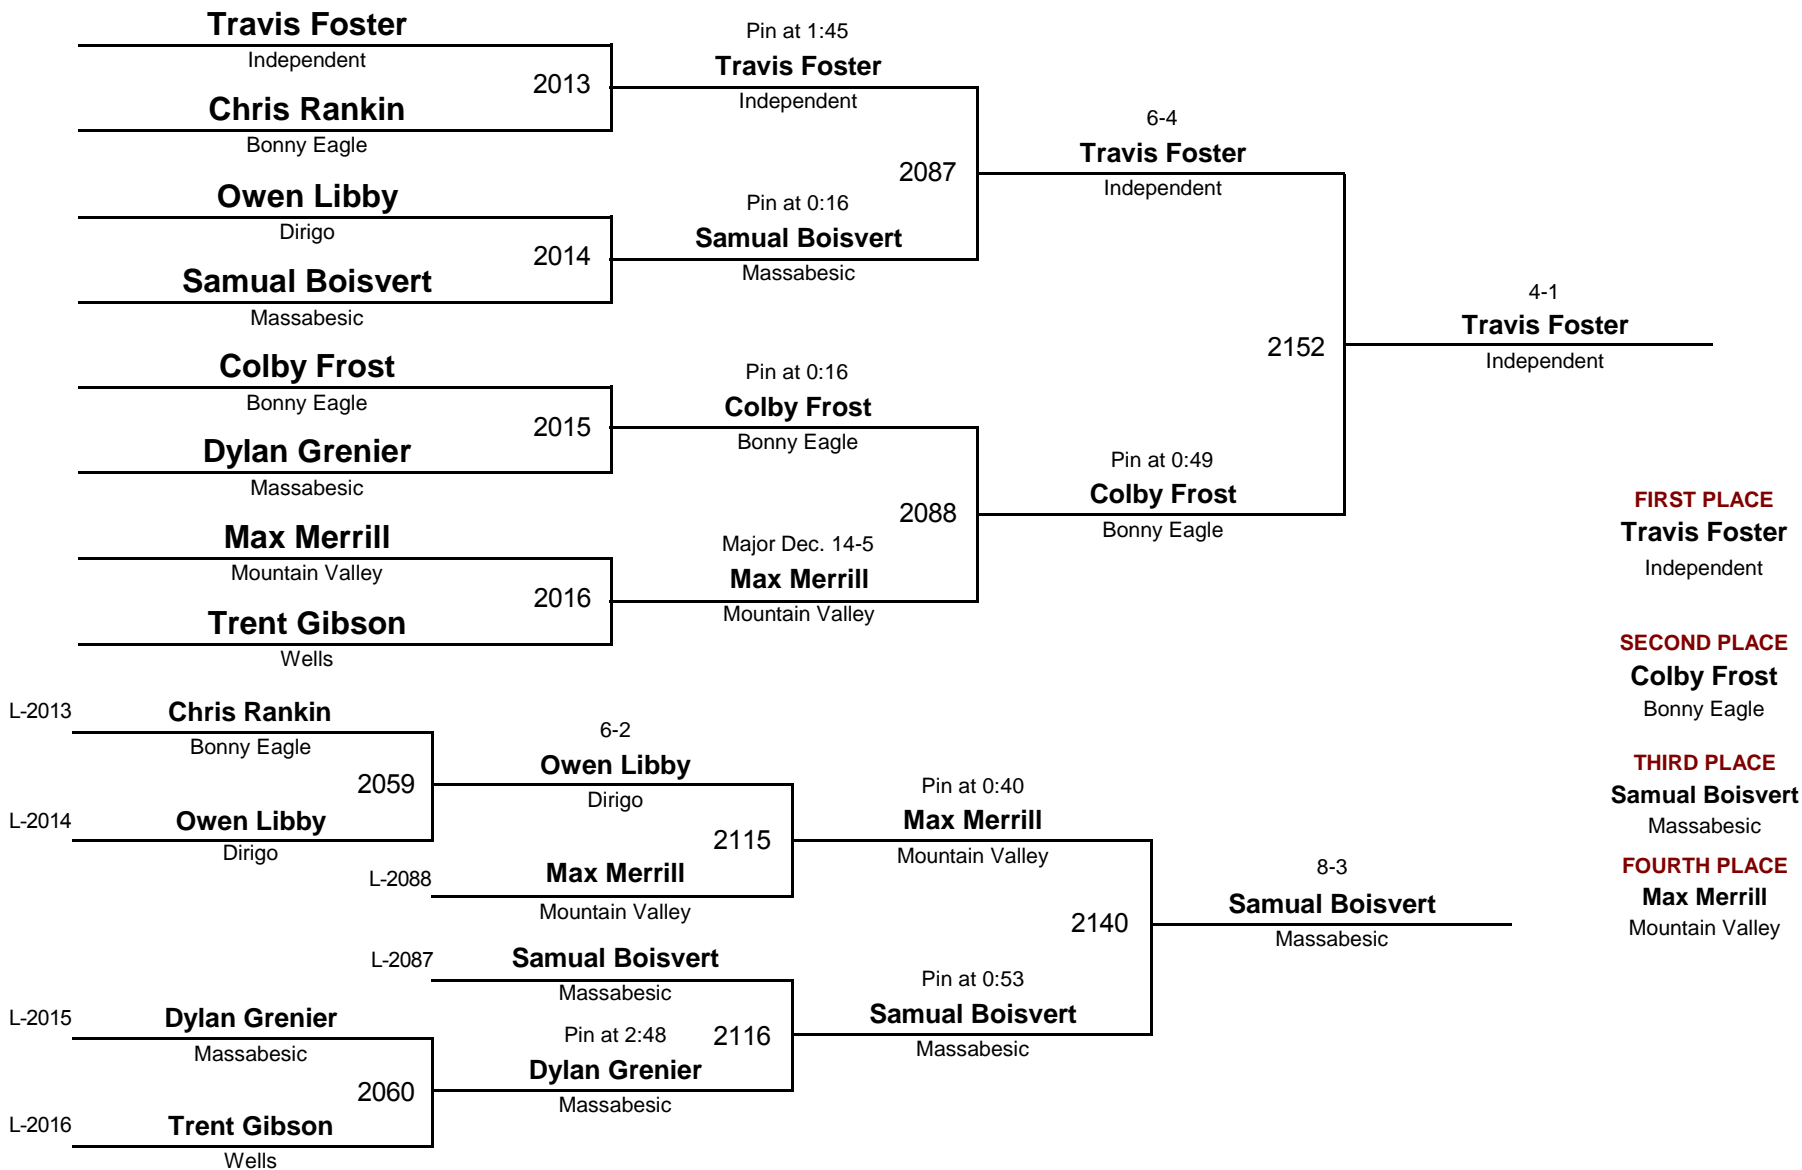 Travis Foster
Independent
2013
Chris Rankin
Bonny Eagle
Pin at 1:45
Travis Foster
Independent
Owen Libby
Dirigo
2014
Samual Boisvert
Massabesic
Pin at 0:16
Samual Boisvert
Massabesic
2087
6-4
Travis Foster
Independent
Colby Frost
Bonny Eagle
2015
Dylan Grenier
Massabesic
Pin at 0:16
Colby Frost
Bonny Eagle
Max Merrill
Mountain Valley
2016
Trent Gibson
Wells
Major Dec. 14-5
Max Merrill
Mountain Valley
2088
Pin at 0:49
Colby Frost
Bonny Eagle
2152
4-1
Travis Foster
Independent
FIRST PLACE
Travis Foster
Independent
SECOND PLACE
Colby Frost
Bonny Eagle
THIRD PLACE
Samual Boisvert
Massabesic
FOURTH PLACE
Max Merrill
Mountain Valley
L-2013
Chris Rankin
Bonny Eagle
2059
L-2014
Owen Libby
Dirigo
6-2
Owen Libby
Dirigo
2115
L-2088
Max Merrill
Mountain Valley
Pin at 0:40
Max Merrill
Mountain Valley
L-2087
Samual Boisvert
Massabesic
2116
L-2015
Dylan Grenier
Massabesic
2060
L-2016
Trent Gibson
Wells
Pin at 2:48
Dylan Grenier
Massabesic
Pin at 0:53
Samual Boisvert
Massabesic
2140
8-3
Samual Boisvert
Massabesic